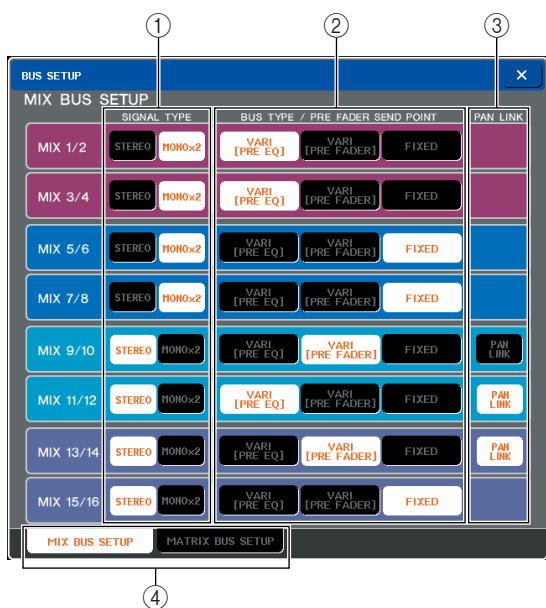 ① ② ③
BUS SETUP ×
MIX BUS SETUP
SIGNAL TYPE BUS TYPE / PRE FADER SEND POINT PAN LINK
MIX 1/2 STEREO MONO×2 VARI [PRE EQ] VARI [PRE FADER] FIXED
MIX 3/4 STEREO MONO×2 VARI [PRE EQ] VARI [PRE FADER] FIXED
MIX 5/6 STEREO MONO×2 VARI [PRE EQ] VARI [PRE FADER] FIXED
MIX 7/8 STEREO MONO×2 VARI [PRE EQ] VARI [PRE FADER] FIXED
MIX 9/10 STEREO MONO×2 VARI [PRE EQ] VARI [PRE FADER] FIXED PAN LINK
MIX 11/12 STEREO MONO×2 VARI [PRE EQ] VARI [PRE FADER] FIXED PAN LINK
MIX 13/14 STEREO MONO×2 VARI [PRE EQ] VARI [PRE FADER] FIXED PAN LINK
MIX 15/16 STEREO MONO×2 VARI [PRE EQ] VARI [PRE FADER] FIXED
MIX BUS SETUP MATRIX BUS SETUP
④